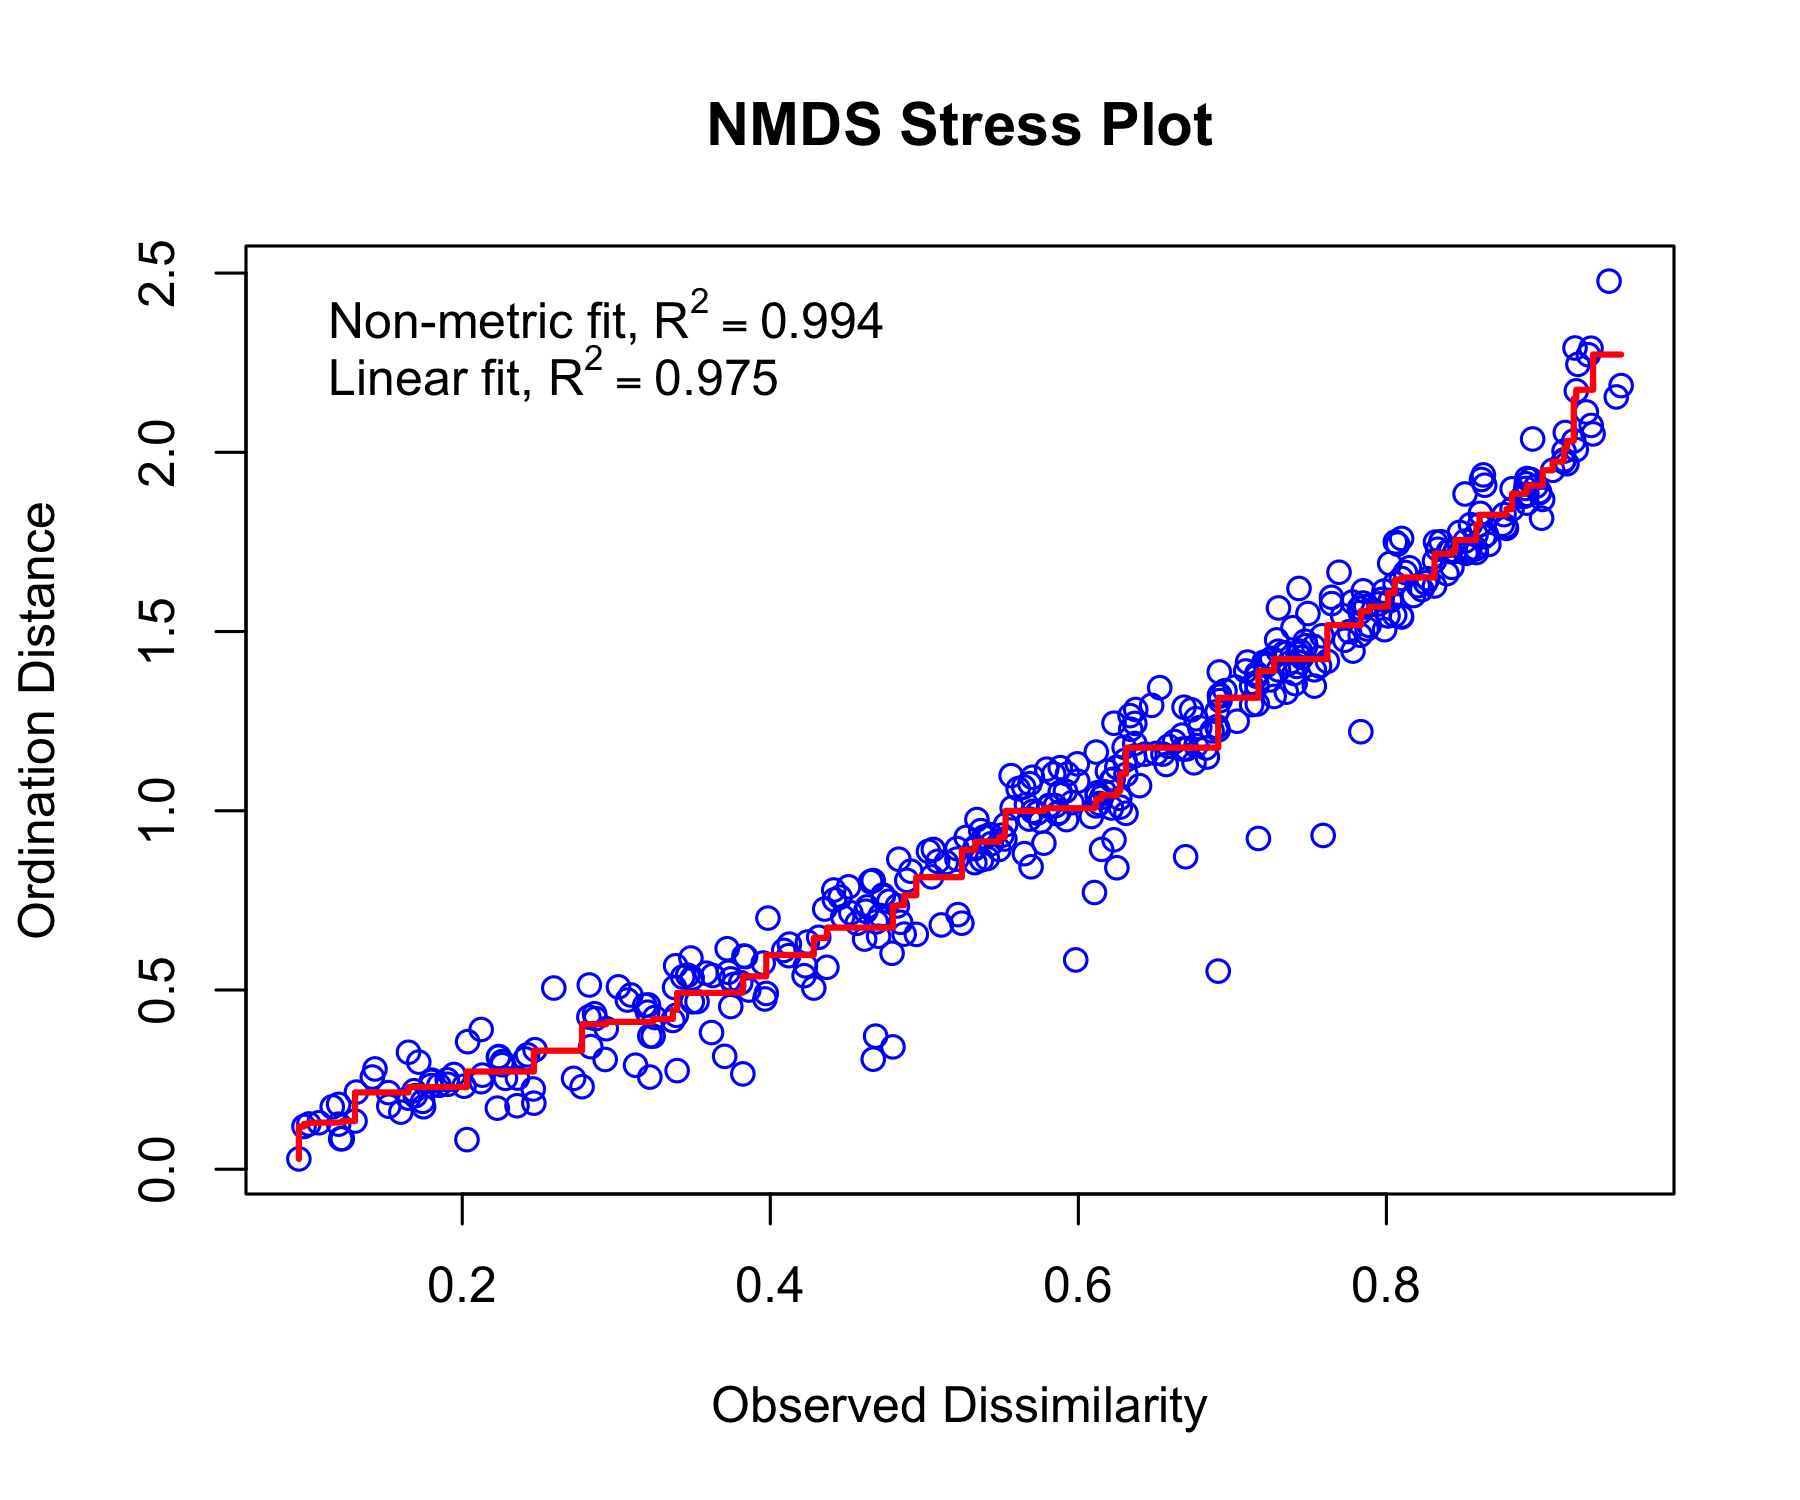 NMDS Stress Plot
Non-metric fit, R² = 0.994
Linear fit, R² = 0.975
Ordination Distance
2.5
2.0
1.5
1.0
0.5
0.0
0.2 0.4 0.6 0.8
Observed Dissimilarity